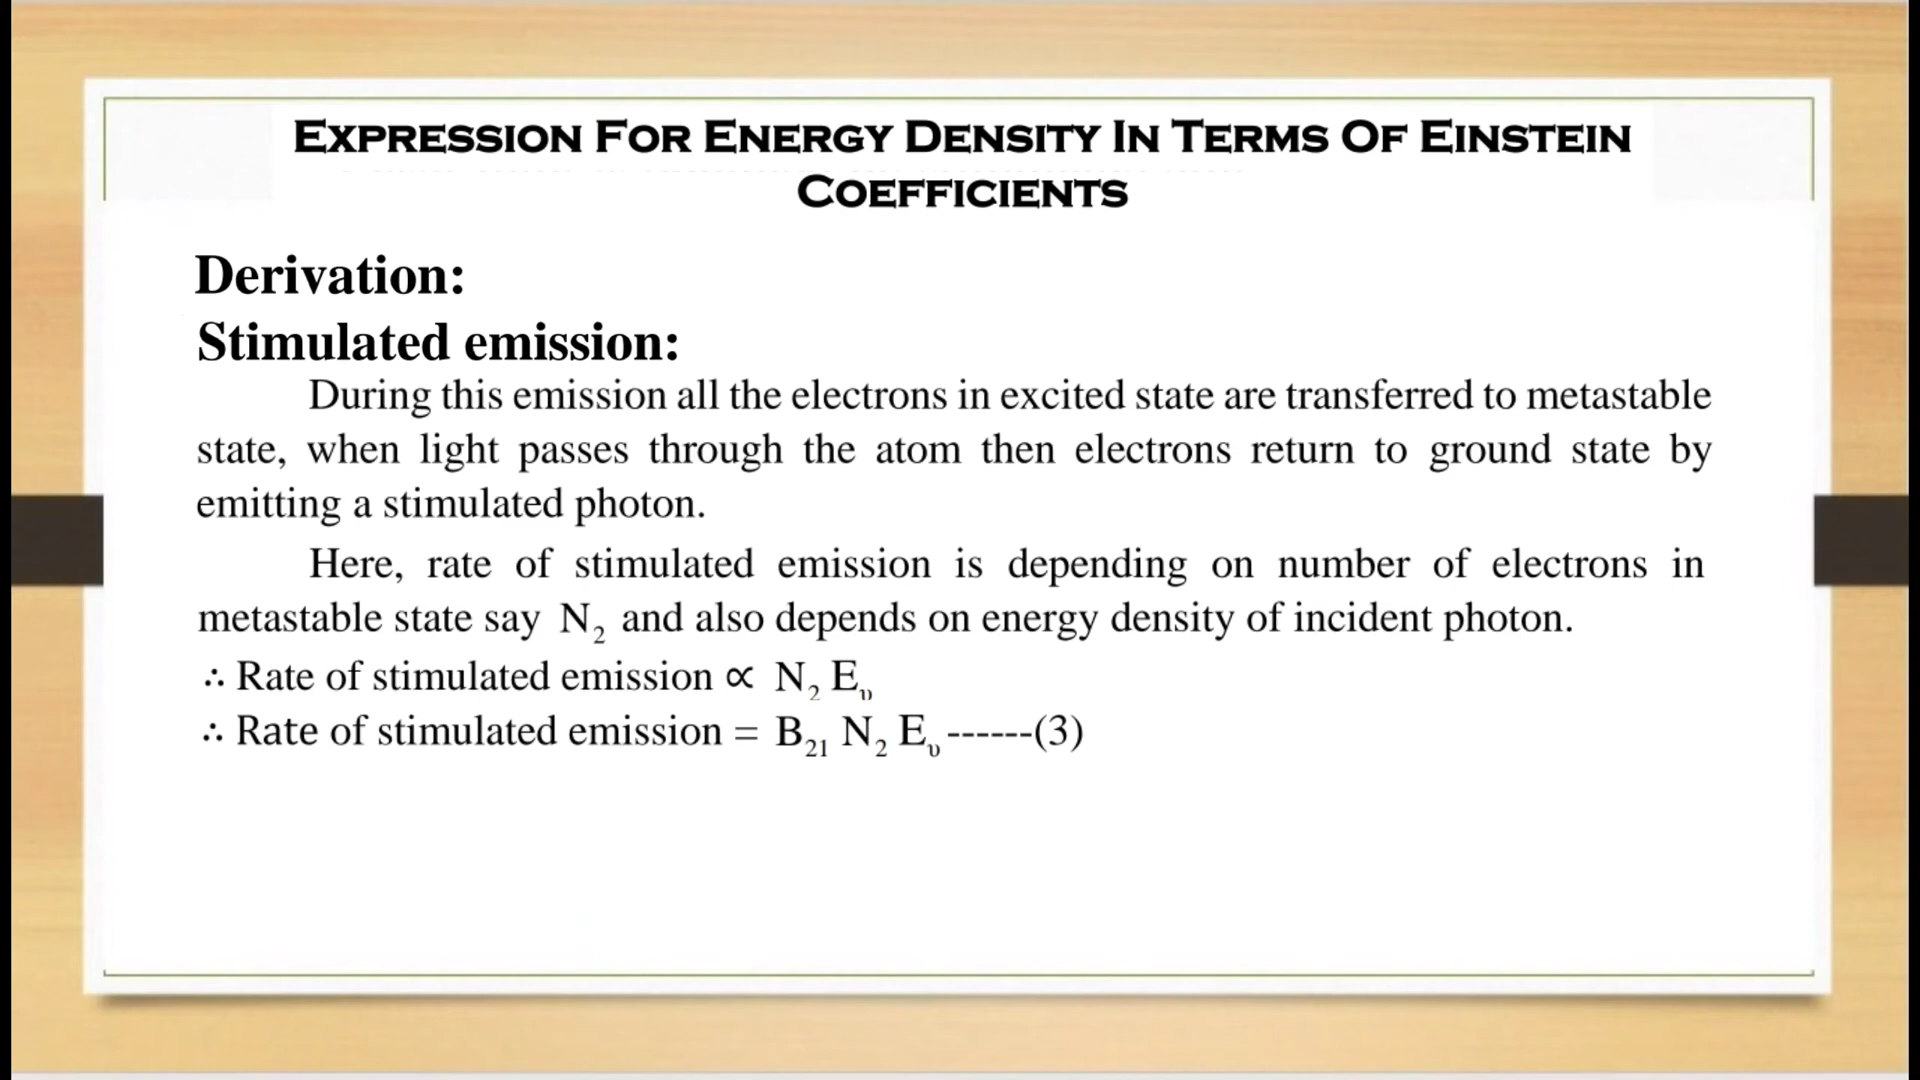 Expression For Energy Density In Terms Of Einstein
Coefficients
Derivation:
Stimulated emission:
During this emission all the electrons in excited state are transferred to metastable
state, when light passes through the atom then electrons return to ground state by
emitting a stimulated photon.
Here, rate of stimulated emission is depending on number of electrons in
metastable state say N₂ and also depends on energy density of incident photon.
∴ Rate of stimulated emission ∝ N₂ E_υ
∴ Rate of stimulated emission = B₂₁ N₂ E_υ ------(3)